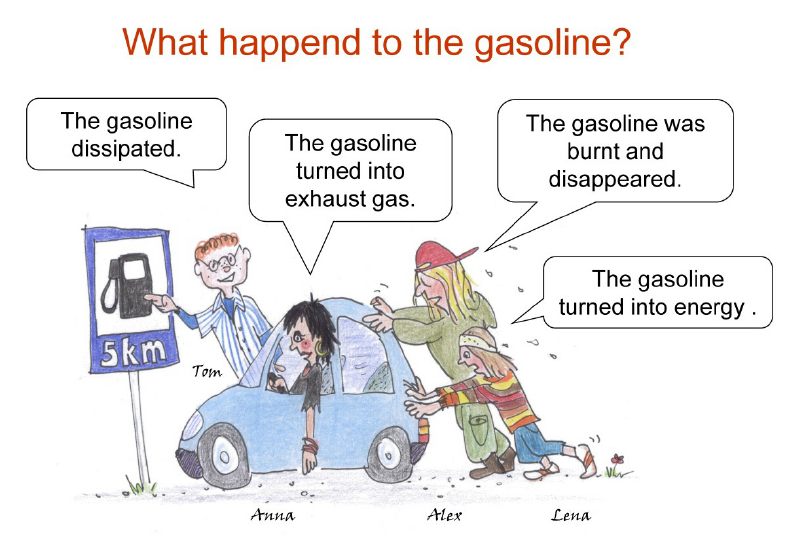 What happend to the gasoline?
The gasoline
dissipated.
The gasoline
turned into
exhaust gas.
The gasoline was
burnt and
disappeared.
The gasoline
turned into energy .
5km
Tom
Anna
Alex
Lena